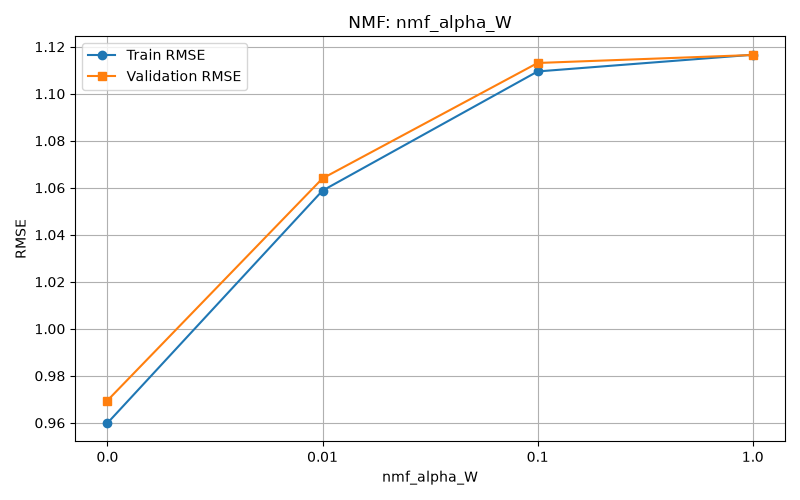 NMF: nmf_alpha_W
Train RMSE
Validation RMSE
RMSE
1.12
1.10
1.08
1.06
1.04
1.02
1.00
0.98
0.96
0.0
0.01
0.1
1.0
nmf_alpha_W